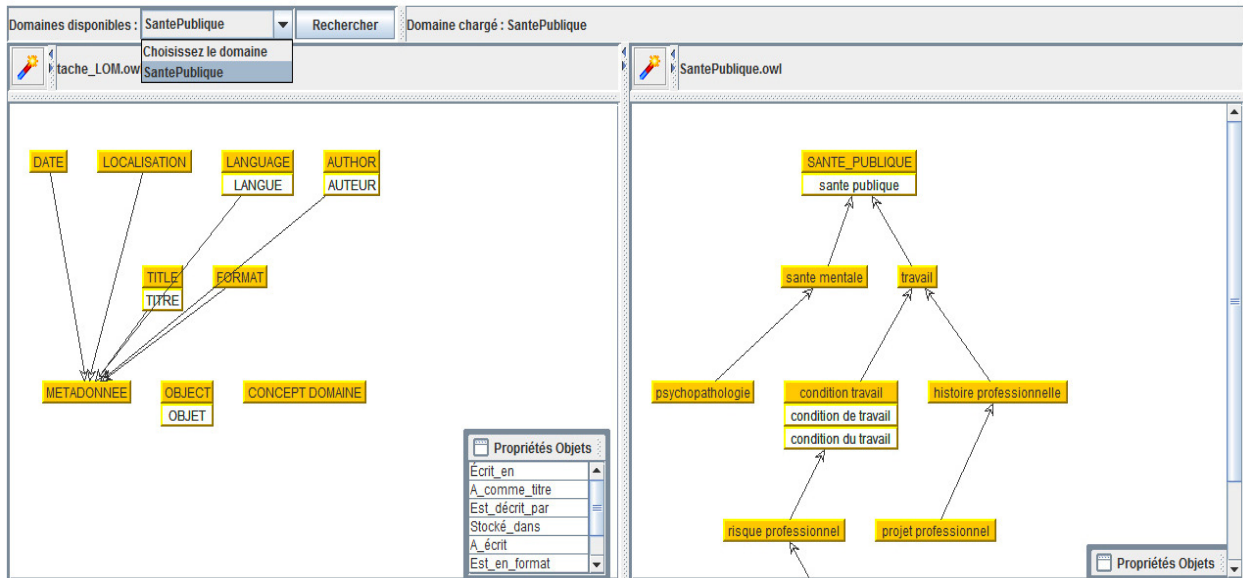 Domaines disponibles : SantePublique Rechercher Domaine chargé : SantePublique
Choisissez le domaine
SantePublique
tache_LOM.ow
SantePublique.owl
DATE LOCALISATION LANGUAGE AUTHOR
LANGUE AUTEUR
TITLE FORMAT
TITRE
METADONNEE OBJECT CONCEPT DOMAINE
OBJET
Propriétés Objets
Écrit_en
A_comme_titre
Est_décrit_par
Stocké_dans
A_écrit
Est_en_format
SANTE_PUBLIQUE
sante publique
sante mentale travail
psychopathologie condition travail histoire professionnelle
condition de travail
condition du travail
risque professionnel projet professionnel
Propriétés Objets